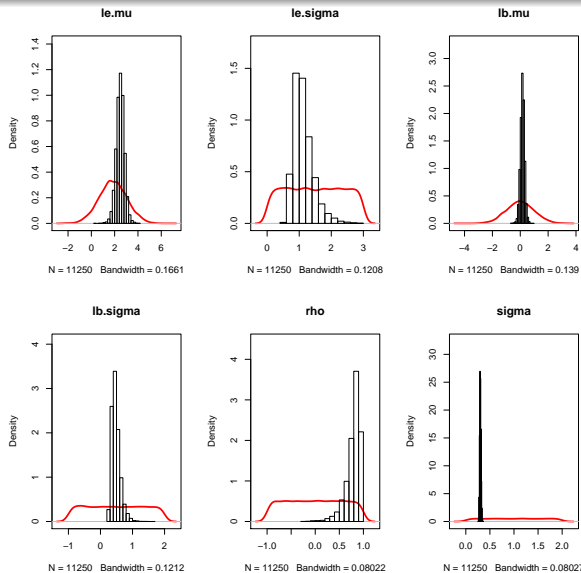 le.mu
le.sigma
lb.mu
Density
0.0 0.2 0.4 0.6 0.8 1.0 1.2 1.4
−2 0 2 4 6
N = 11250 Bandwidth = 0.1661
Density
0.0 0.5 1.0 1.5
0 1 2 3
N = 11250 Bandwidth = 0.1208
Density
0.0 0.5 1.0 1.5 2.0 2.5 3.0
−4 −2 0 2 4
N = 11250 Bandwidth = 0.139
lb.sigma
rho
sigma
Density
0 1 2 3 4
−1 0 1 2
N = 11250 Bandwidth = 0.1212
Density
0 1 2 3 4
−1.0 0.0 0.5 1.0
N = 11250 Bandwidth = 0.08022
Density
0 5 10 15 20 25 30
0.0 0.5 1.0 1.5 2.0
N = 11250 Bandwidth = 0.08027